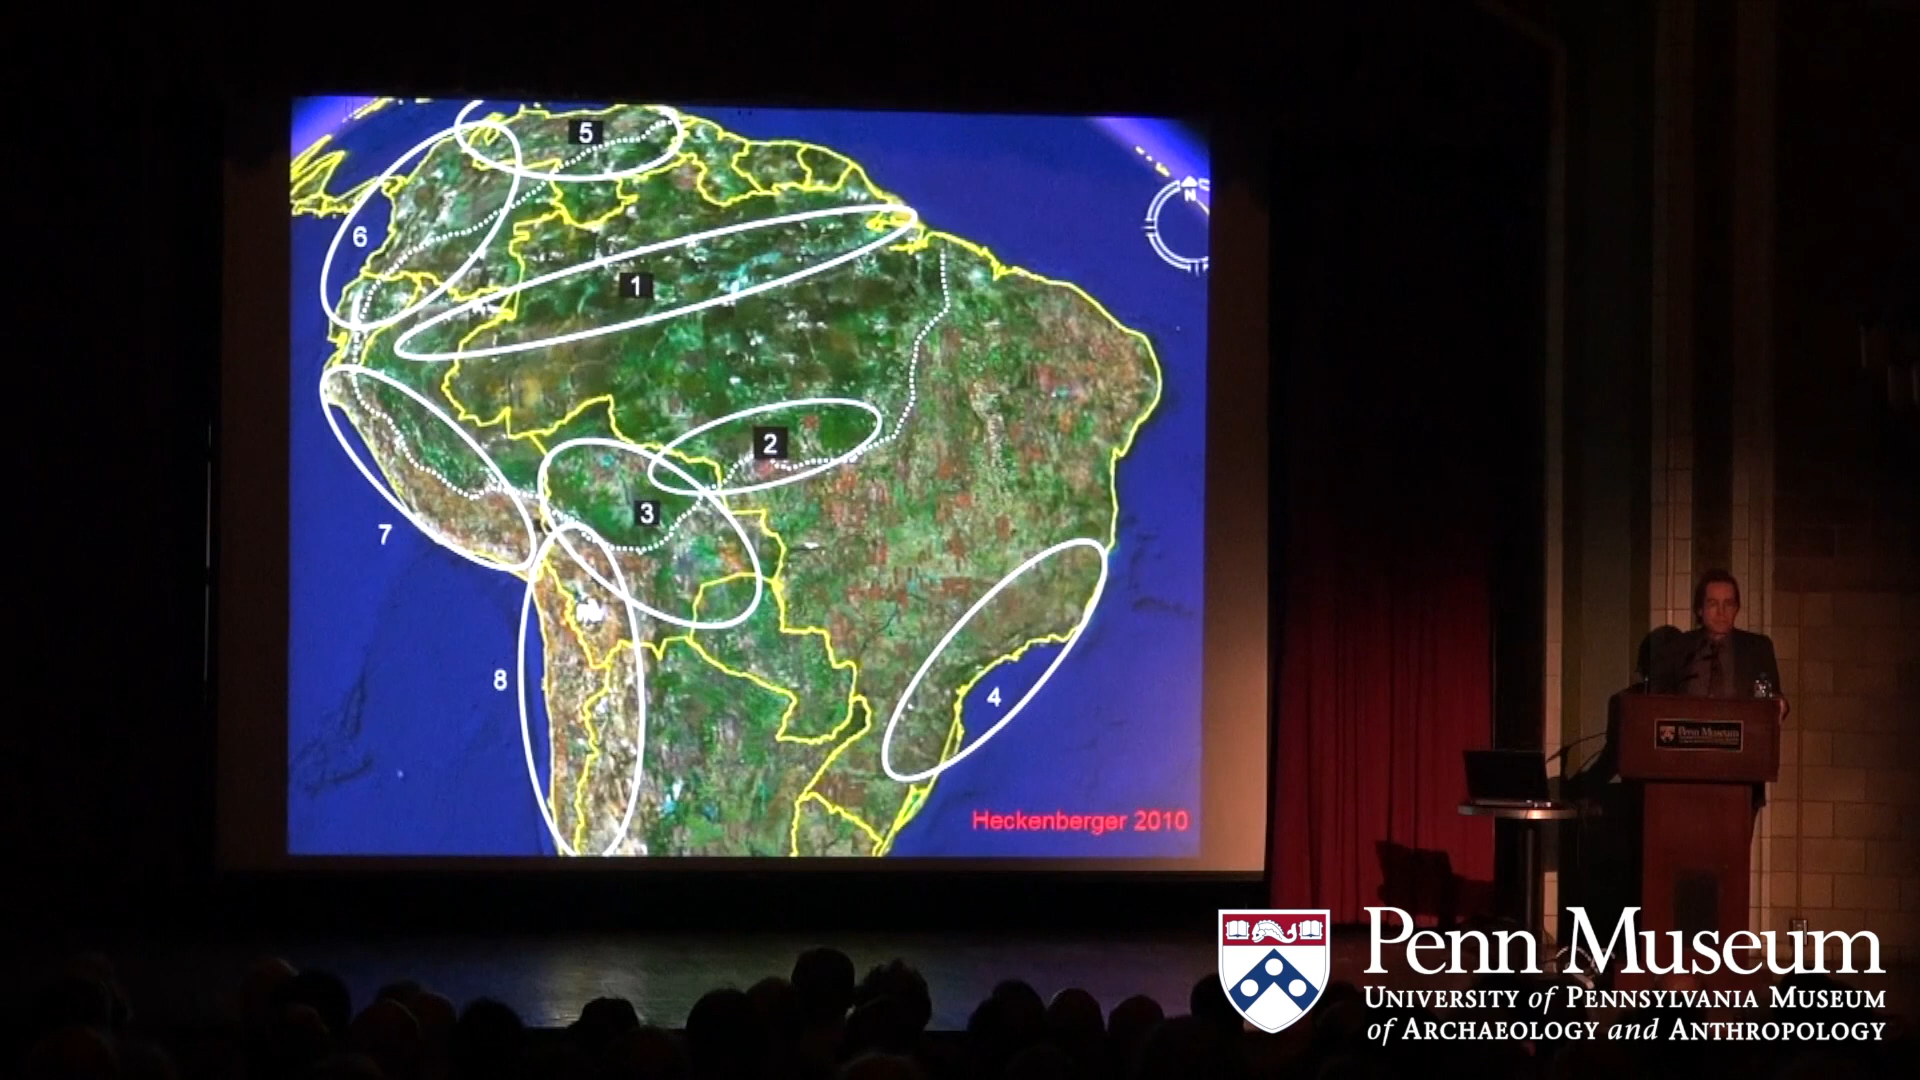 5
6
N
1
2
3
7
8
4
Heckenberger 2010
Penn Museum
Penn Museum
UNIVERSITY of PENNSYLVANIA MUSEUM
of ARCHAEOLOGY and ANTHROPOLOGY